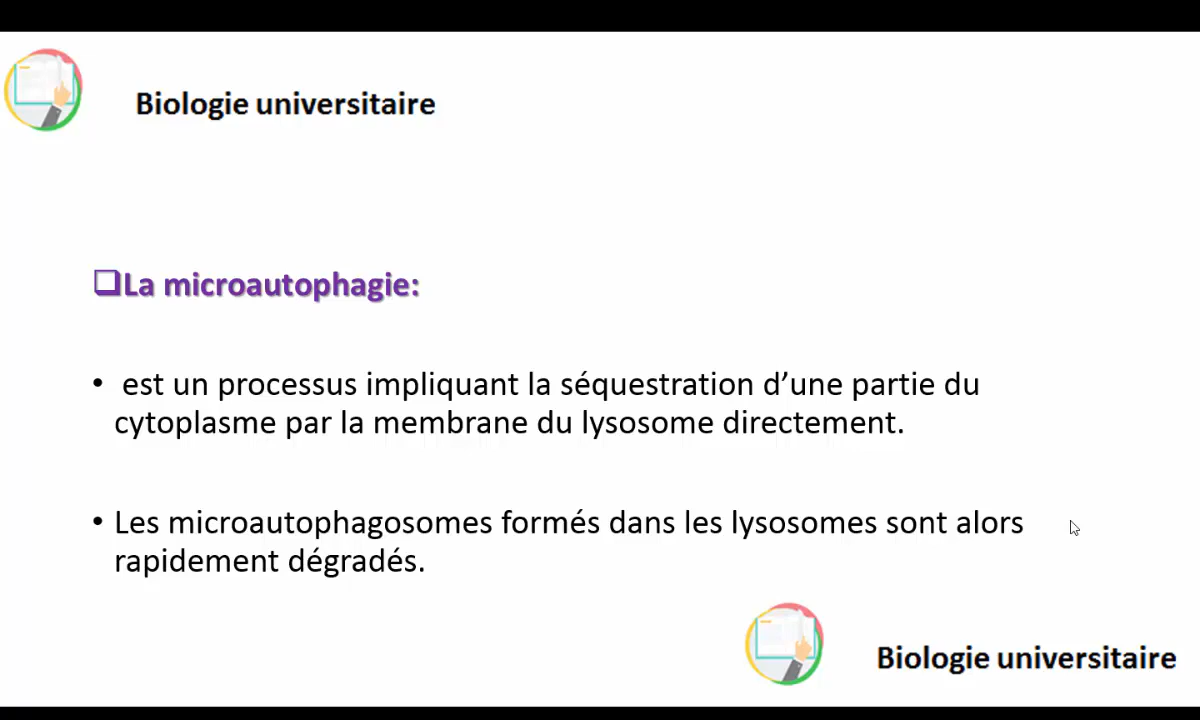 Biologie universitaire
❑La microautophagie:
• est un processus impliquant la séquestration d’une partie du
cytoplasme par la membrane du lysosome directement.
• Les microautophagosomes formés dans les lysosomes sont alors
rapidement dégradés.
Biologie universitaire